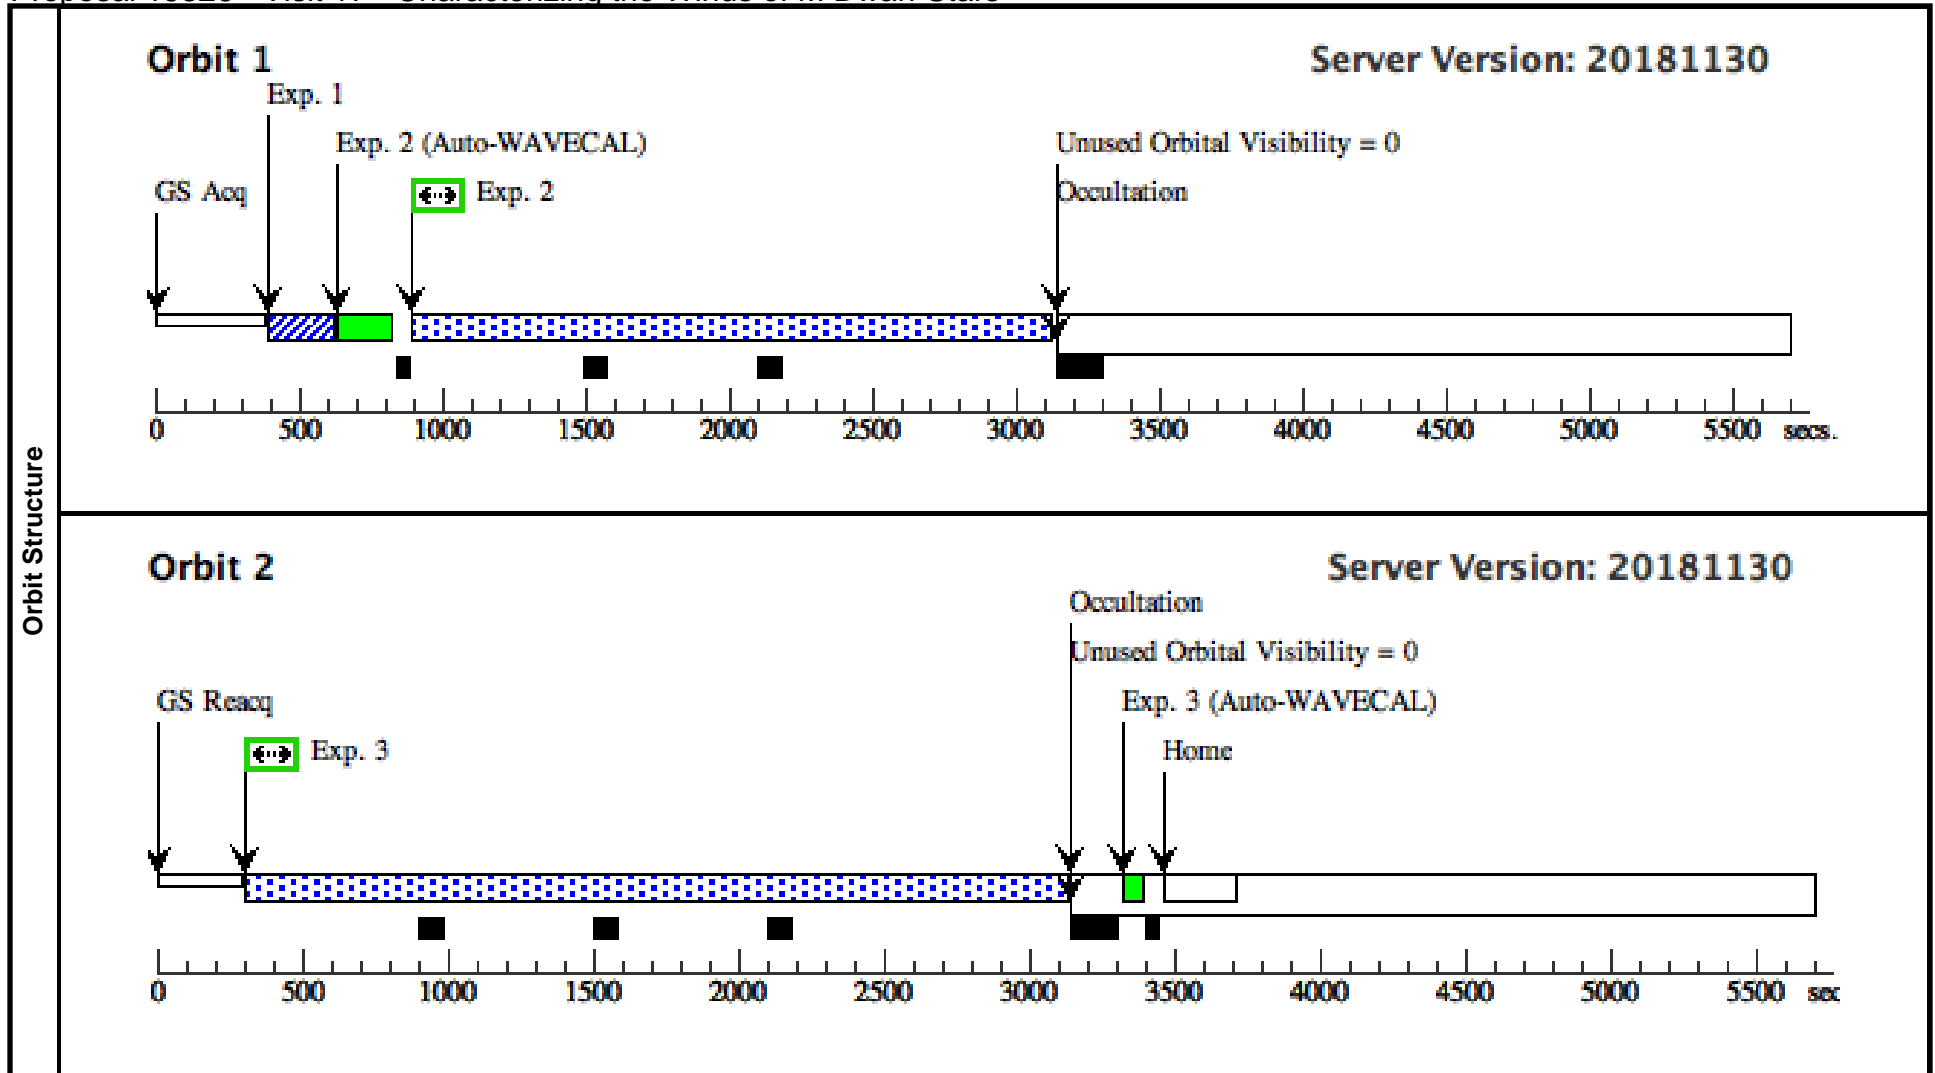 Orbit Structure
Orbit 1
Server Version: 20181130
Exp. 1
Exp. 2 (Auto-WAVECAL)
Unused Orbital Visibility = 0
GS Acq
Exp. 2
Occultation
0 500 1000 1500 2000 2500 3000 3500 4000 4500 5000 5500 secs.
Orbit 2
Server Version: 20181130
Occultation
Unused Orbital Visibility = 0
GS Reacq
Exp. 3 (Auto-WAVECAL)
Exp. 3
Home
0 500 1000 1500 2000 2500 3000 3500 4000 4500 5000 5500 sec